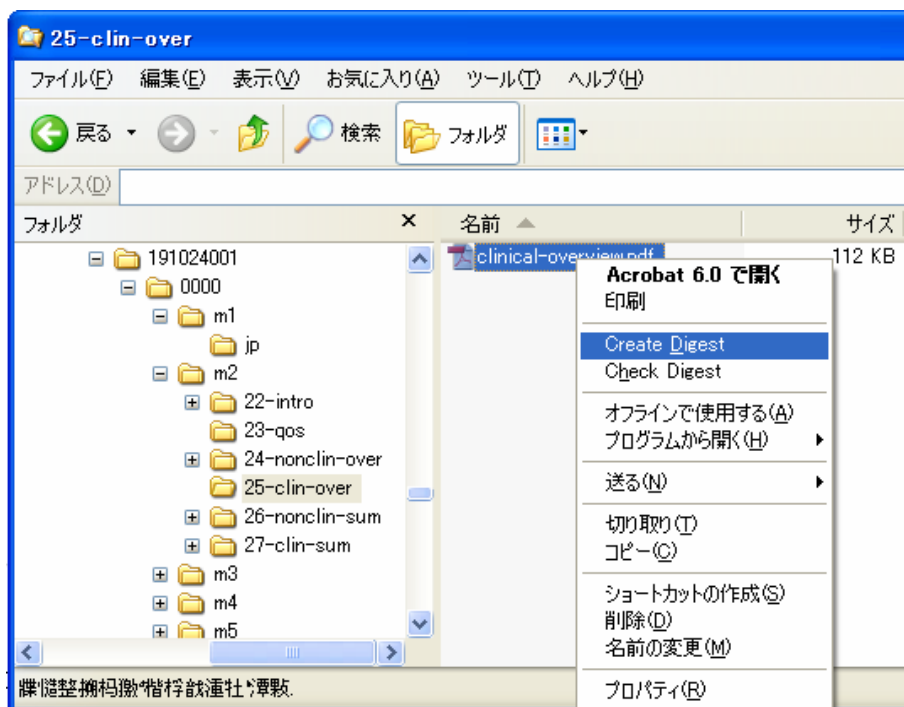 25-clin-over
ファイル(F) 編集(E) 表示(V) お気に入り(A) ツール(T) ヘルプ(H)
戻る 検索 フォルダ
アドレス(D)
フォルダ × 名前 サイズ
191024001
0000
m1
jp
m2
22-intro
23-qos
24-nonclin-over
25-clin-over
26-nonclin-sum
27-clin-sum
m3
m4
m5
clinical-overview.pdf 112 KB
Acrobat 6.0 で開く
印刷
Create Digest
Check Digest
オフラインで使用する(A)
プログラムから開く(H)
送る(N)
切り取り(T)
コピー(C)
ショートカットの作成(S)
削除(D)
名前の変更(M)
プロパティ(R)